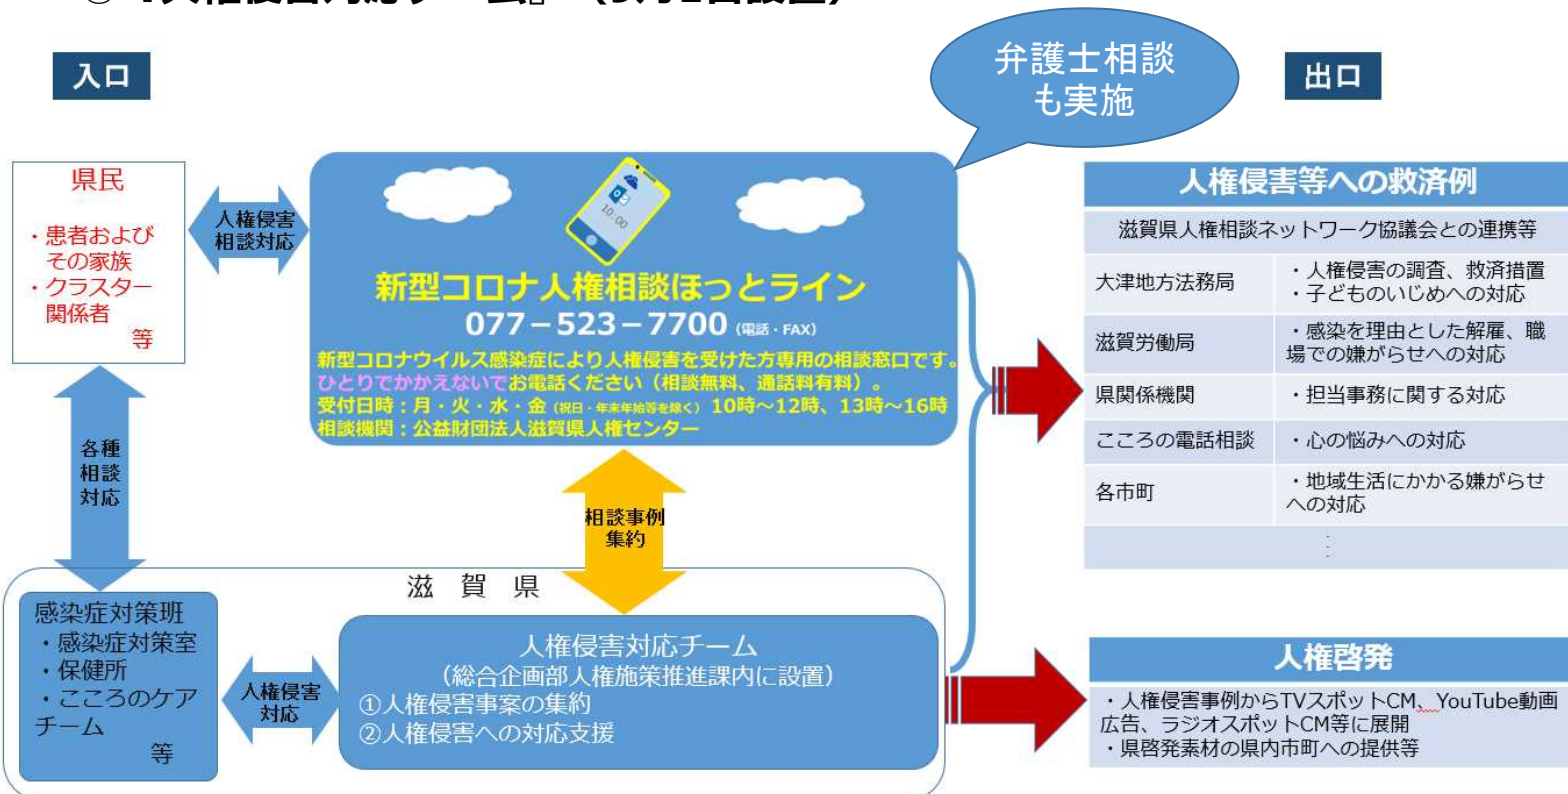 人権侵害対応チーム』
入口
弁護士相談
も実施
出口
県民
・患者および
その家族
・クラスター
関係者
等
人権侵害
相談対応
10:00
新型コロナ人権相談ほっとライン
077－523－7700（電話・FAX）
新型コロナウイルス感染症により人権侵害を受けた方専用の相談窓口です。
ひとりでかかえないでお電話ください（相談無料、通話料有料）。
受付日時：月・火・水・金（祝日・年末年始等を除く）10時～12時、13時～16時
相談機関：公益財団法人滋賀県人権センター
人権侵害等への救済例
滋賀県人権相談ネットワーク協議会との連携等
大津地方法務局
・人権侵害の調査、救済措置
・子どものいじめへの対応
滋賀労働局
・感染を理由とした解雇、職
場での嫌がらせへの対応
県関係機関
・担当事務に関する対応
こころの電話相談
・心の悩みへの対応
各市町
・地域生活にかかる嫌がらせ
への対応
⋮
各種
相談
対応
相談事例
集約
滋　賀　県
感染症対策班
・感染症対策室
・保健所
・こころのケア
チーム
等
人権侵害
対応
人権侵害対応チーム
（総合企画部人権施策推進課内に設置）
①人権侵害事案の集約
②人権侵害への対応支援
人権啓発
・人権侵害事例からTVスポットCM、YouTube動画
広告、ラジオスポットCM等に展開
・県啓発素材の県内市町への提供等